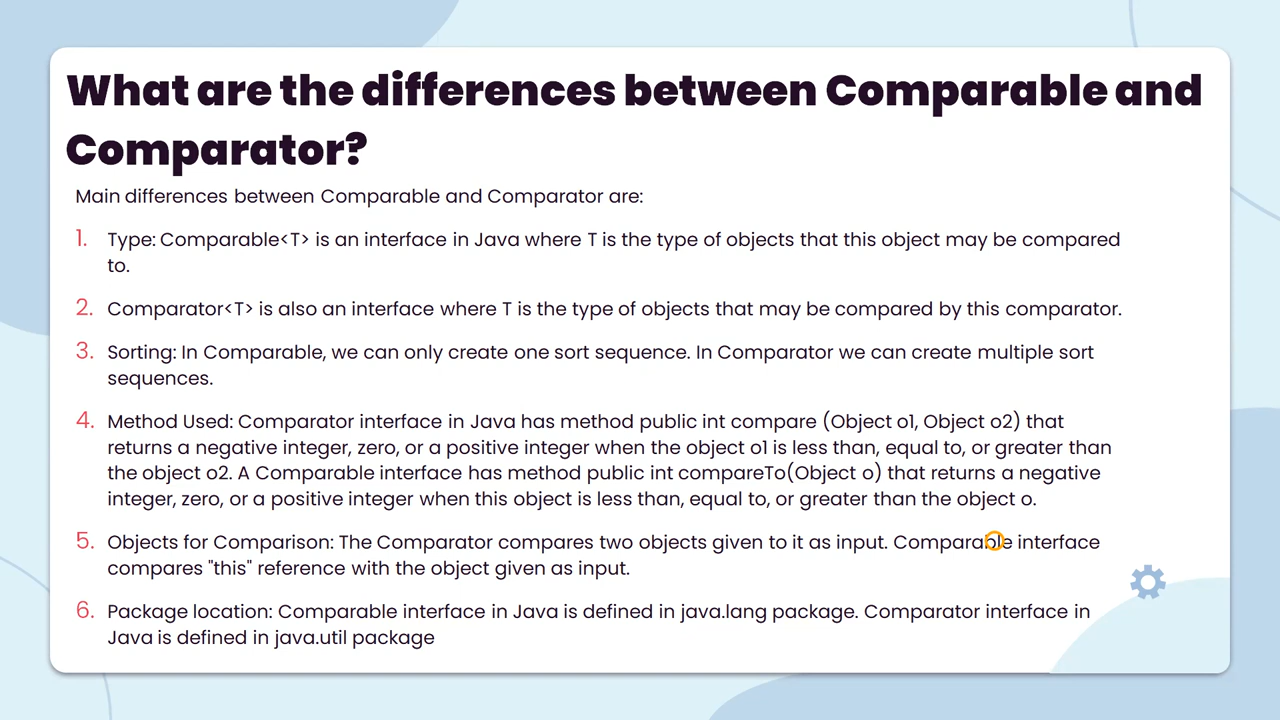 What are the differences between Comparable and
Comparator?
Main differences between Comparable and Comparator are:
1. Type: Comparable<T> is an interface in Java where T is the type of objects that this object may be compared
to.
2. Comparator<T> is also an interface where T is the type of objects that may be compared by this comparator.
3. Sorting: In Comparable, we can only create one sort sequence. In Comparator we can create multiple sort
sequences.
4. Method Used: Comparator interface in Java has method public int compare (Object o1, Object o2) that
returns a negative integer, zero, or a positive integer when the object o1 is less than, equal to, or greater than
the object o2. A Comparable interface has method public int compareTo(Object o) that returns a negative
integer, zero, or a positive integer when this object is less than, equal to, or greater than the object o.
5. Objects for Comparison: The Comparator compares two objects given to it as input. Comparable interface
compares "this" reference with the object given as input.
6. Package location: Comparable interface in Java is defined in java.lang package. Comparator interface in
Java is defined in java.util package